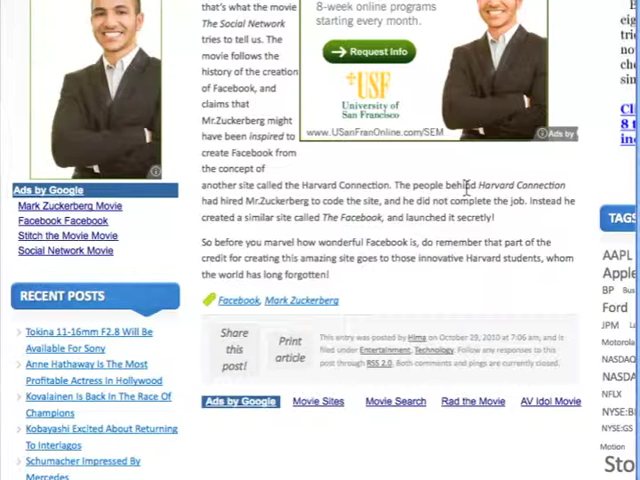 that's what the movie
The Social Network
tries to tell us. The
movie follows the
history of the creation
of Facebook, and
claims that
Mr.Zuckerberg might
have been inspired to
create Facebook from
the concept of
another site called the Harvard Connection. The people behind Harvard Connection
had hired Mr.Zuckerberg to code the site, and he did not complete the job. Instead he
created a similar site called The Facebook, and launched it secretly!
So before you marvel how wonderful Facebook is, do remember that part of the
credit for creating this amazing site goes to those innovative Harvard students, whom
the world has long forgotten!
Facebook, Mark Zuckerberg
Share
this
post!
Print
article
This entry was posted by Hima on October 29, 2010 at 7:06 am, and is
filed under Entertainment, Technology. Follow any responses to this
post through RSS 2.0. Both comments and pings are currently closed.
Ads by Google Movie Sites Movie Search Rad the Movie AV Idol Movie
8-week online programs
starting every month.
Request Info
USF
University of
San Francisco
www.USanFranOnline.com/SEM
Ads by
Ads by Google
Mark Zuckerberg Movie
Facebook Facebook
Stitch the Movie Movie
Social Network Movie
RECENT POSTS
Tokina 11-16mm F2.8 Will Be
Available For Sony
Anne Hathaway Is The Most
Profitable Actress In Hollywood
Kovalainen Is Back In The Race Of
Champions
Kobayashi Excited About Returning
To Interlagos
Schumacher Impressed By
Mercedes
TAGS
AAPL
Apple
BP Bus
Ford
JPM
Motorola
NASDAQ
NASDA
NFLX
NYSE:B
NYSE:GS
Motion
Sto